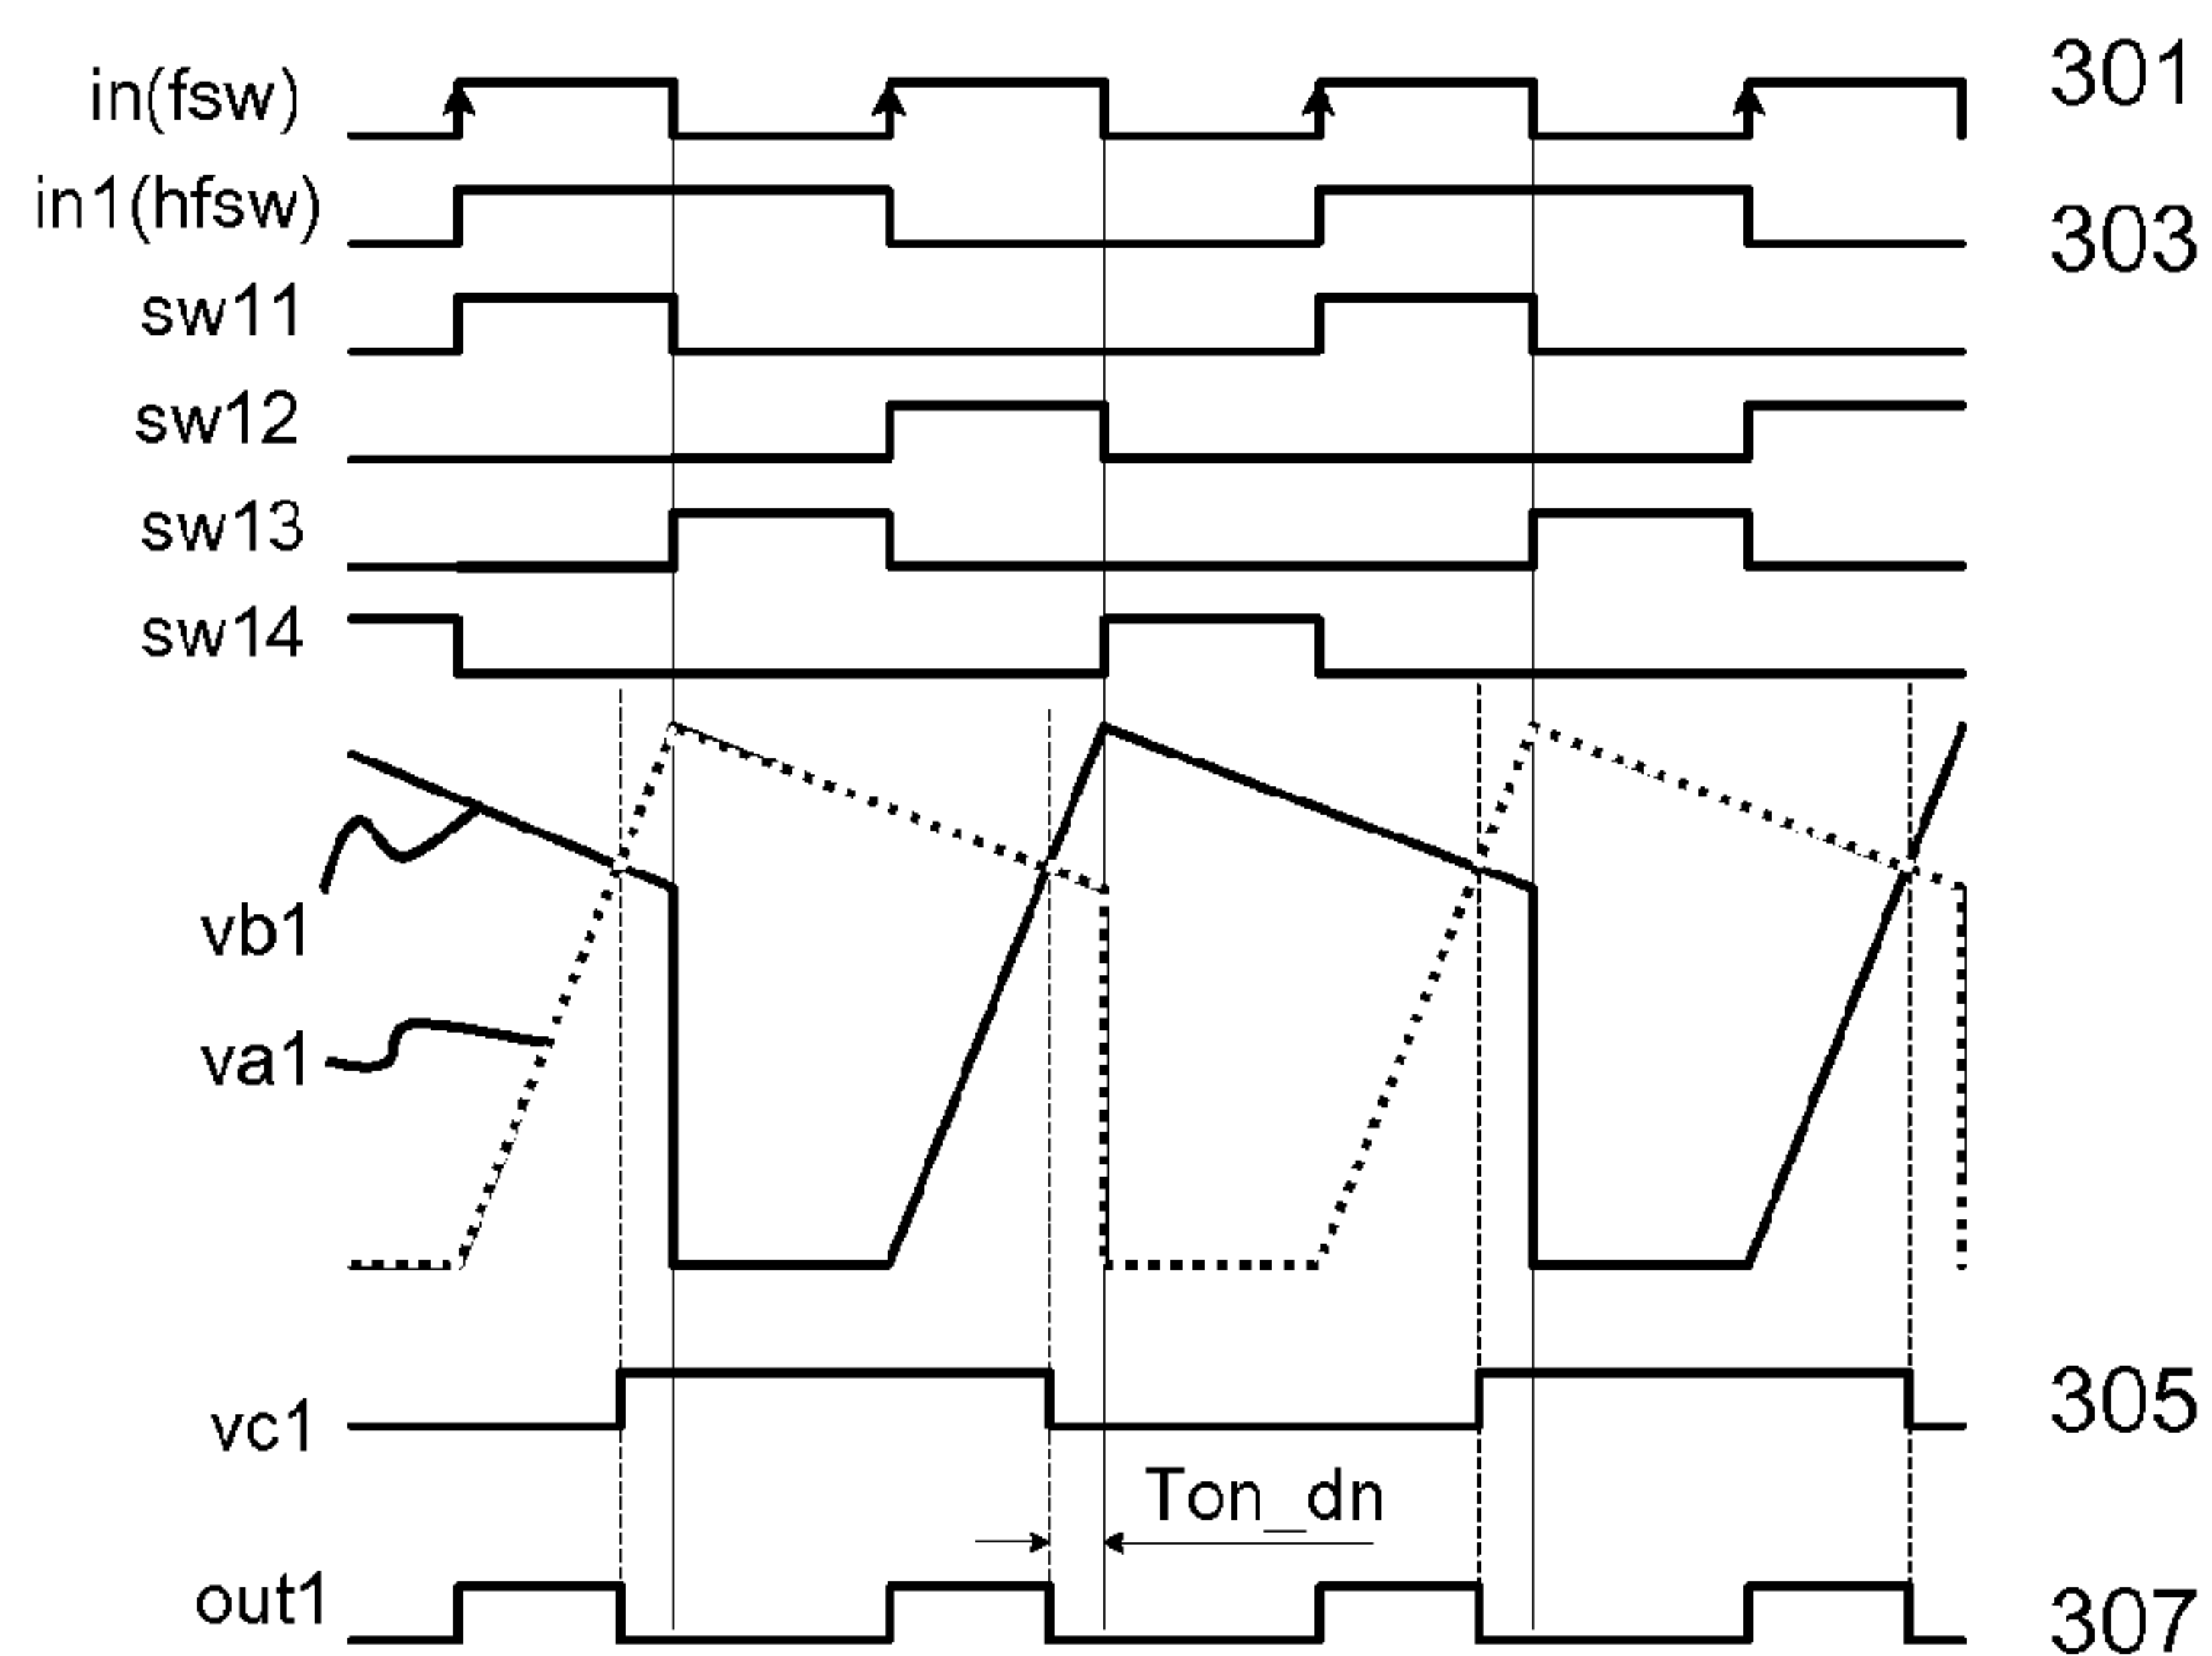 in(fsw) 301
in1(hfsw) 303
sw11
sw12
sw13
sw14
vb1
va1
vc1 305
Ton_dn
out1 307